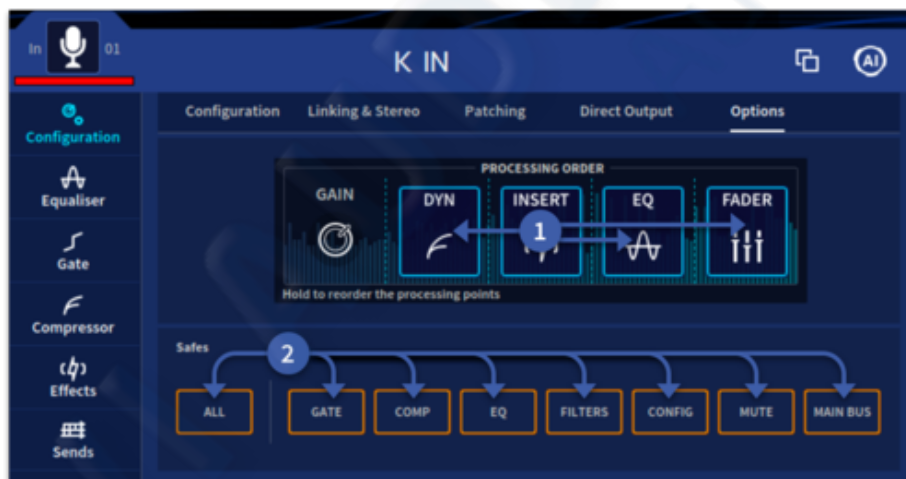 In 01
K IN
AI
Configuration Linking & Stereo Patching Direct Output Options
Configuration
Equaliser
Gate
Compressor
Effects
Sends
PROCESSING ORDER
GAIN DYN INSERT EQ FADER
1
Hold to reorder the processing points
Safes
2
ALL GATE COMP EQ FILTERS CONFIG MUTE MAIN BUS